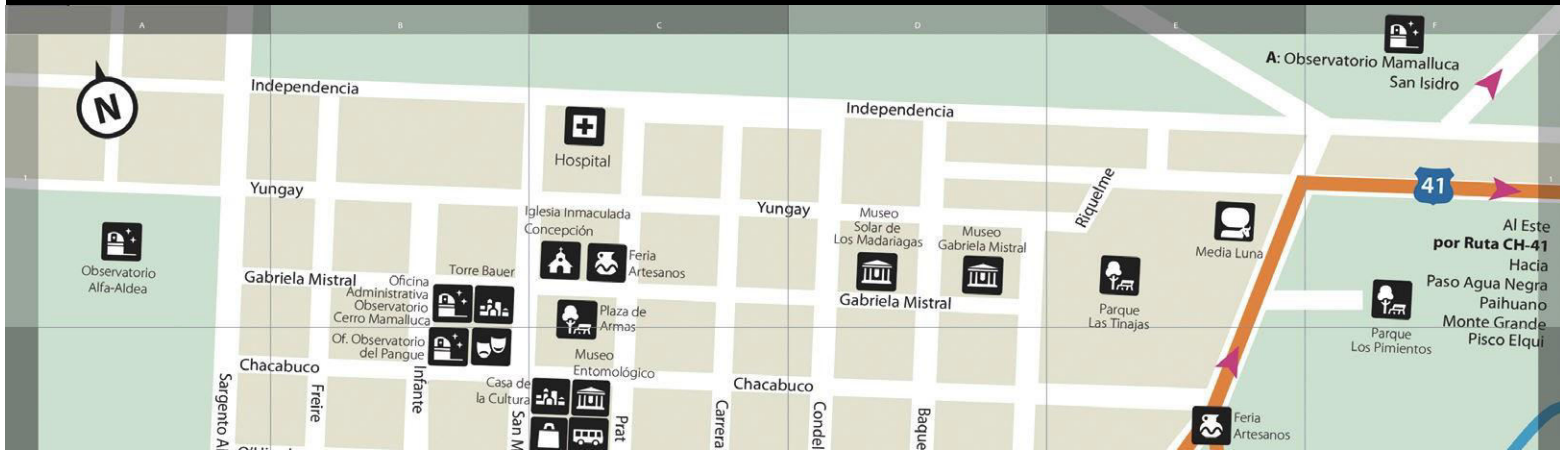 A
B
C
D
E
F
A: Observatorio Mamalluca
San Isidro
N
Independencia
Independencia
Hospital
1
1
41
Yungay
Yungay
Riquelme
Iglesia Inmaculada
Concepción
Museo
Solar de
Los Madariagas
Museo
Gabriela Mistral
Media Luna
Al Este
por Ruta CH-41
Hacia
Paso Agua Negra
Paihuano
Monte Grande
Pisco Elqui
Observatorio
Alfa-Aldea
Gabriela Mistral
Oficina
Administrativa
Observatorio
Cerro Mamalluca
Torre Bauer
Feria
Artesanos
Gabriela Mistral
Parque
Las Tinajas
Plaza de
Armas
Parque
Los Pimientos
Of. Observatorio
del Pangue
Museo
Entomológico
Chacabuco
Chacabuco
Casa de
la Cultura
Sargento Al
Freire
Infante
San M
Prat
Carrera
Condel
Baque
Feria
Artesanos